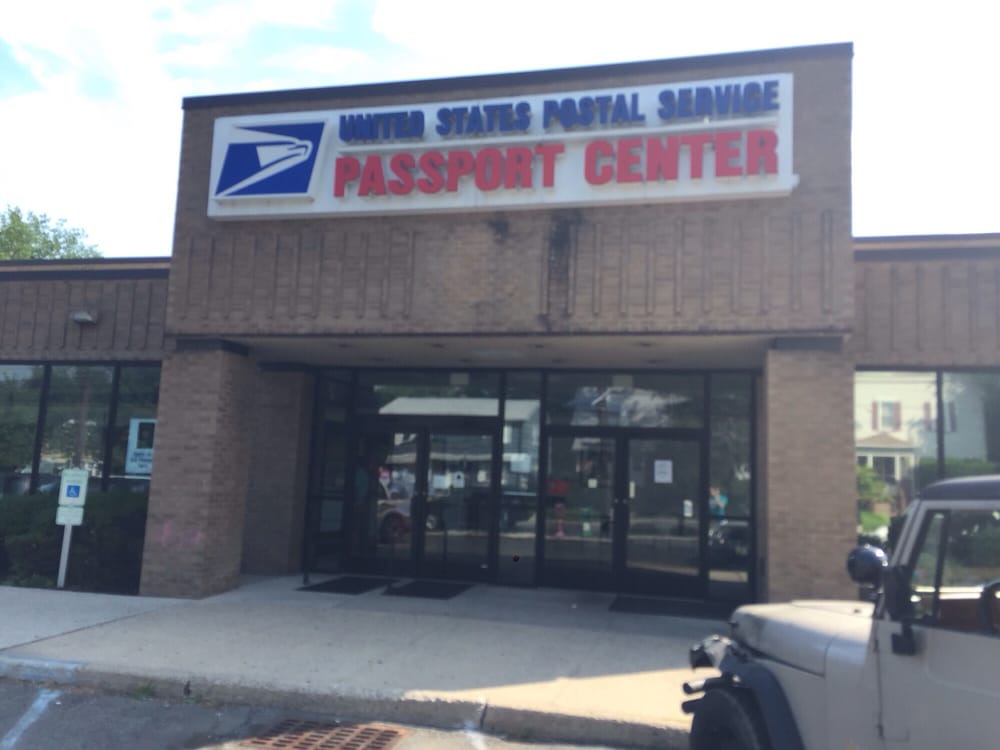 UNITED STATES POSTAL SERVICE
PASSPORT CENTER